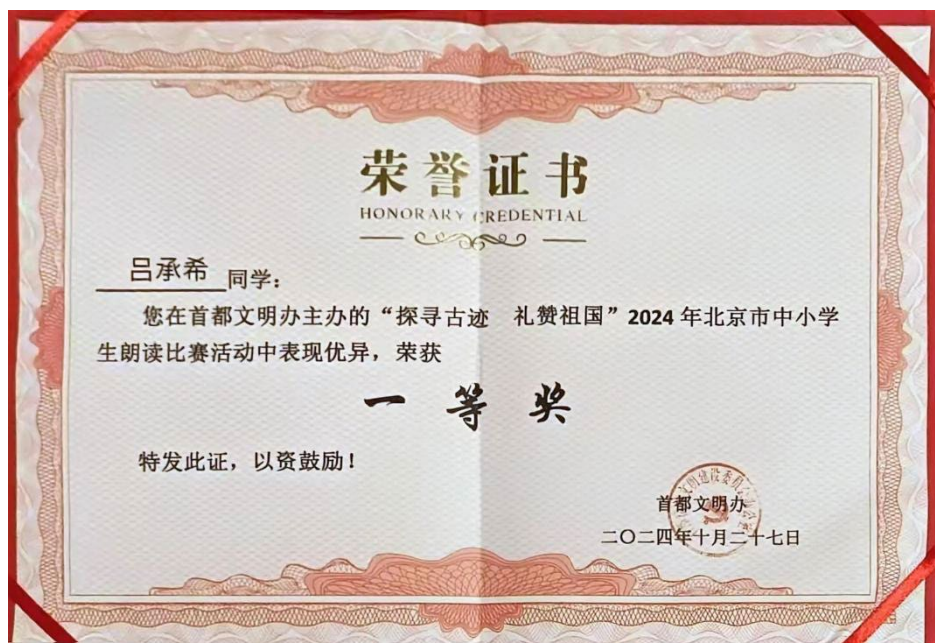 荣誉证书
HONORARY CREDENTIAL
吕承希 同学：
您在首都文明办主办的“探寻古迹 礼赞祖国”2024年北京市中小学
生朗读比赛活动中表现优异，荣获
一等奖
特发此证，以资鼓励！
首都文明办
二〇二四年十月二十七日